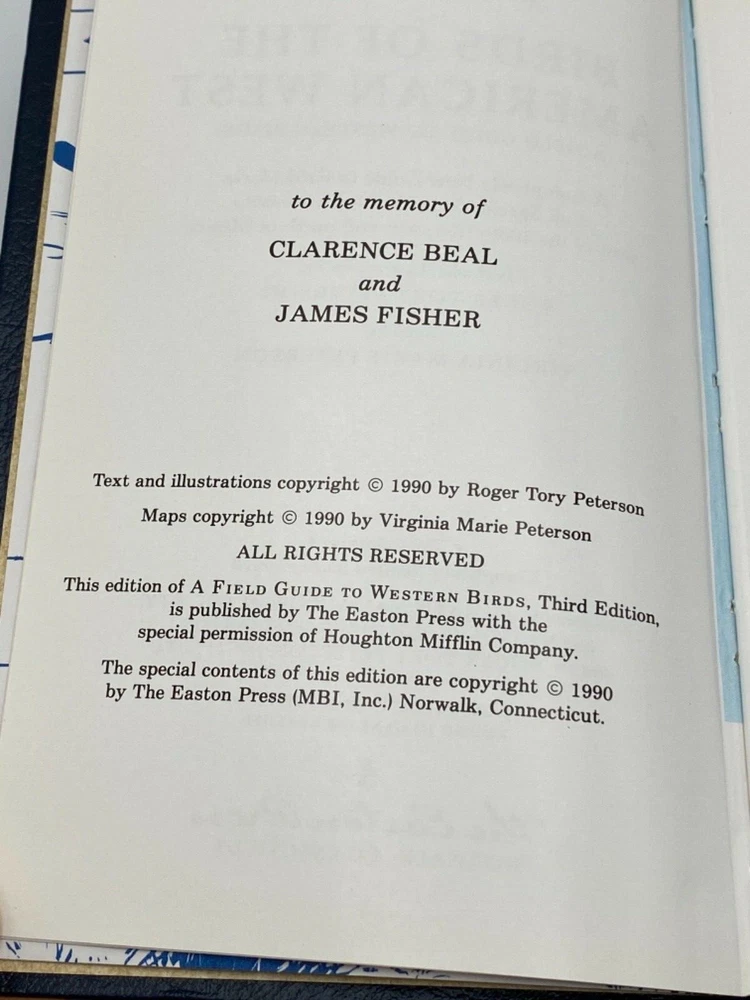 to the memory of
CLARENCE BEAL
and
JAMES FISHER
Text and illustrations copyright © 1990 by Roger Tory Peterson
Maps copyright © 1990 by Virginia Marie Peterson
ALL RIGHTS RESERVED
This edition of A FIELD GUIDE TO WESTERN BIRDS, Third Edition,
is published by The Easton Press with the
special permission of Houghton Mifflin Company.
The special contents of this edition are copyright © 1990
by The Easton Press (MBI, Inc.) Norwalk, Connecticut.